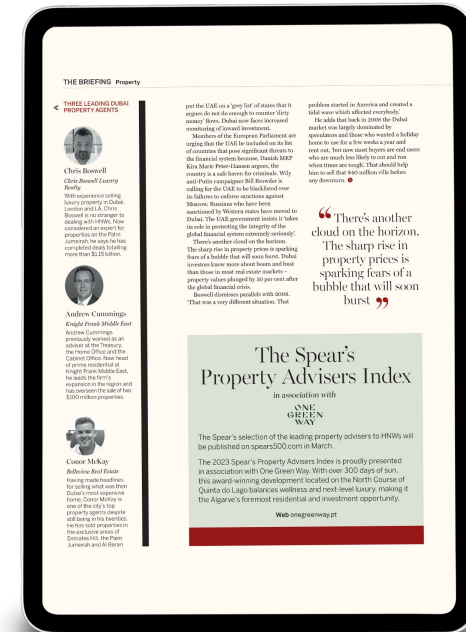 THE BRIEFING Property
THREE LEADING DUBAI
PROPERTY AGENTS
Chris Boswell
Chris Boswell Luxury
Realty
With experience selling
luxury property in Dubai,
London and LA, Chris
Boswell is no stranger to
dealing with HNWs. Now
considered an expert for
properties on the Palm
Jumeirah, he says he has
completed deals totalling
more than $1.15 billion.
Andrew Cummings
Knight Frank Middle East
Andrew Cummings
previously worked as an
adviser at the Treasury,
the Home Office and the
Cabinet Office. Now head
of prime residential at
Knight Frank Middle East,
he leads the firm's
expansion in the region and
has overseen the sale of two
$100 million properties.
Conor McKay
Bellevue Real Estate
Having made headlines
for selling what was then
Dubai's most expensive
home, Conor McKay is
one of the city's top
property agents despite
still being in his twenties.
He has sold properties in
the exclusive areas of
Emirates Hill, the Palm
Jumeirah and Al Barari.
put the UAE on a 'grey list' of states that it
argues do not do enough to counter 'dirty
money' flows. Dubai now faces increased
monitoring of inward investment.
Members of the European Parliament are
urging that the UAE be included on its list
of countries that pose significant threats to
the financial system because, Danish MEP
Kira Marie Peter-Hansen argues, the
country is a safe haven for criminals. Wily
anti-Putin campaigner Bill Browder is
calling for the UAE to be blacklisted over
its failures to enforce sanctions against
Moscow. Russians who have been
sanctioned by Western states have moved to
Dubai. The UAE government insists it 'takes
its role in protecting the integrity of the
global financial system extremely seriously'.
There's another cloud on the horizon.
The sharp rise in property prices is sparking
fears of a bubble that will soon burst. Dubai
investors know more about boom and bust
than those in most real estate markets –
property values plunged by 50 per cent after
the global financial crisis.
Boswell dismisses parallels with 2008.
'That was a very different situation. That
problem started in America and created a
tidal wave which affected everybody.'
He adds that back in 2008 the Dubai
market was largely dominated by
speculators and those who wanted a holiday
home to use for a few weeks a year and
rent out, but now most buyers are end users
who are much less likely to cut and run
when times are tough. That should help
him to sell that $40 million villa before
any downturn.
“There's another
cloud on the horizon.
The sharp rise in
property prices is
sparking fears of a
bubble that will soon
burst”
The Spear's
Property Advisers Index
in association with
ONE
GREEN
WAY
The Spear's selection of the leading property advisers to HNWs will
be published on spears500.com in March.
The 2023 Spear's Property Advisers Index is proudly presented
in association with One Green Way. With over 300 days of sun,
this award-winning development located on the North Course of
Quinta do Lago balances wellness and next-level luxury, making it
the Algarve's foremost residential and investment opportunity.
Web onegreenway.pt